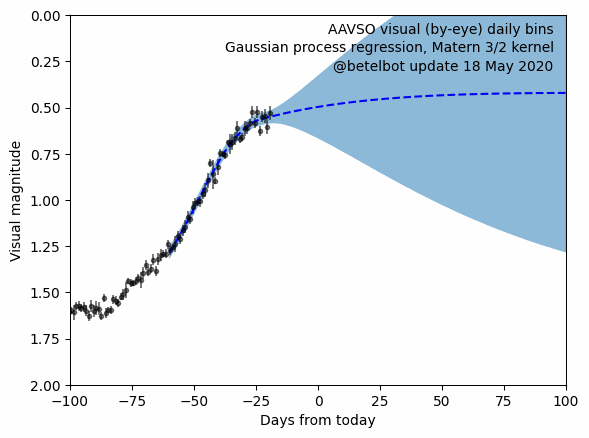 AAVSO visual (by-eye) daily bins
Gaussian process regression, Matern 3/2 kernel
@betelbot update 18 May 2020
Visual magnitude
0.00
0.25
0.50
0.75
1.00
1.25
1.50
1.75
2.00
−100 −75 −50 −25 0 25 50 75 100
Days from today